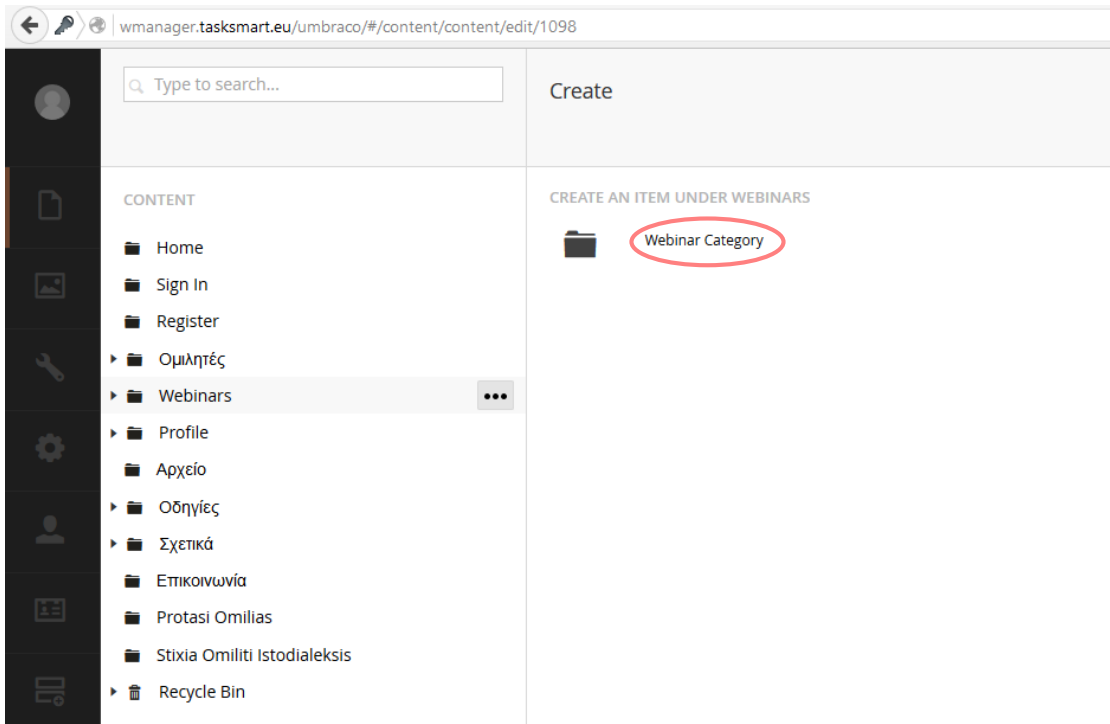 wmanager.tasksmart.eu/umbraco/#/content/content/edit/1098
Type to search...
Create
CONTENT
Home
Sign In
Register
Ομιλητές
Webinars
Profile
Αρχείο
Οδηγίες
Σχετικά
Επικοινωνία
Protasi Omilias
Stixia Omiliti Istodialeksis
Recycle Bin
CREATE AN ITEM UNDER WEBINARS
Webinar Category